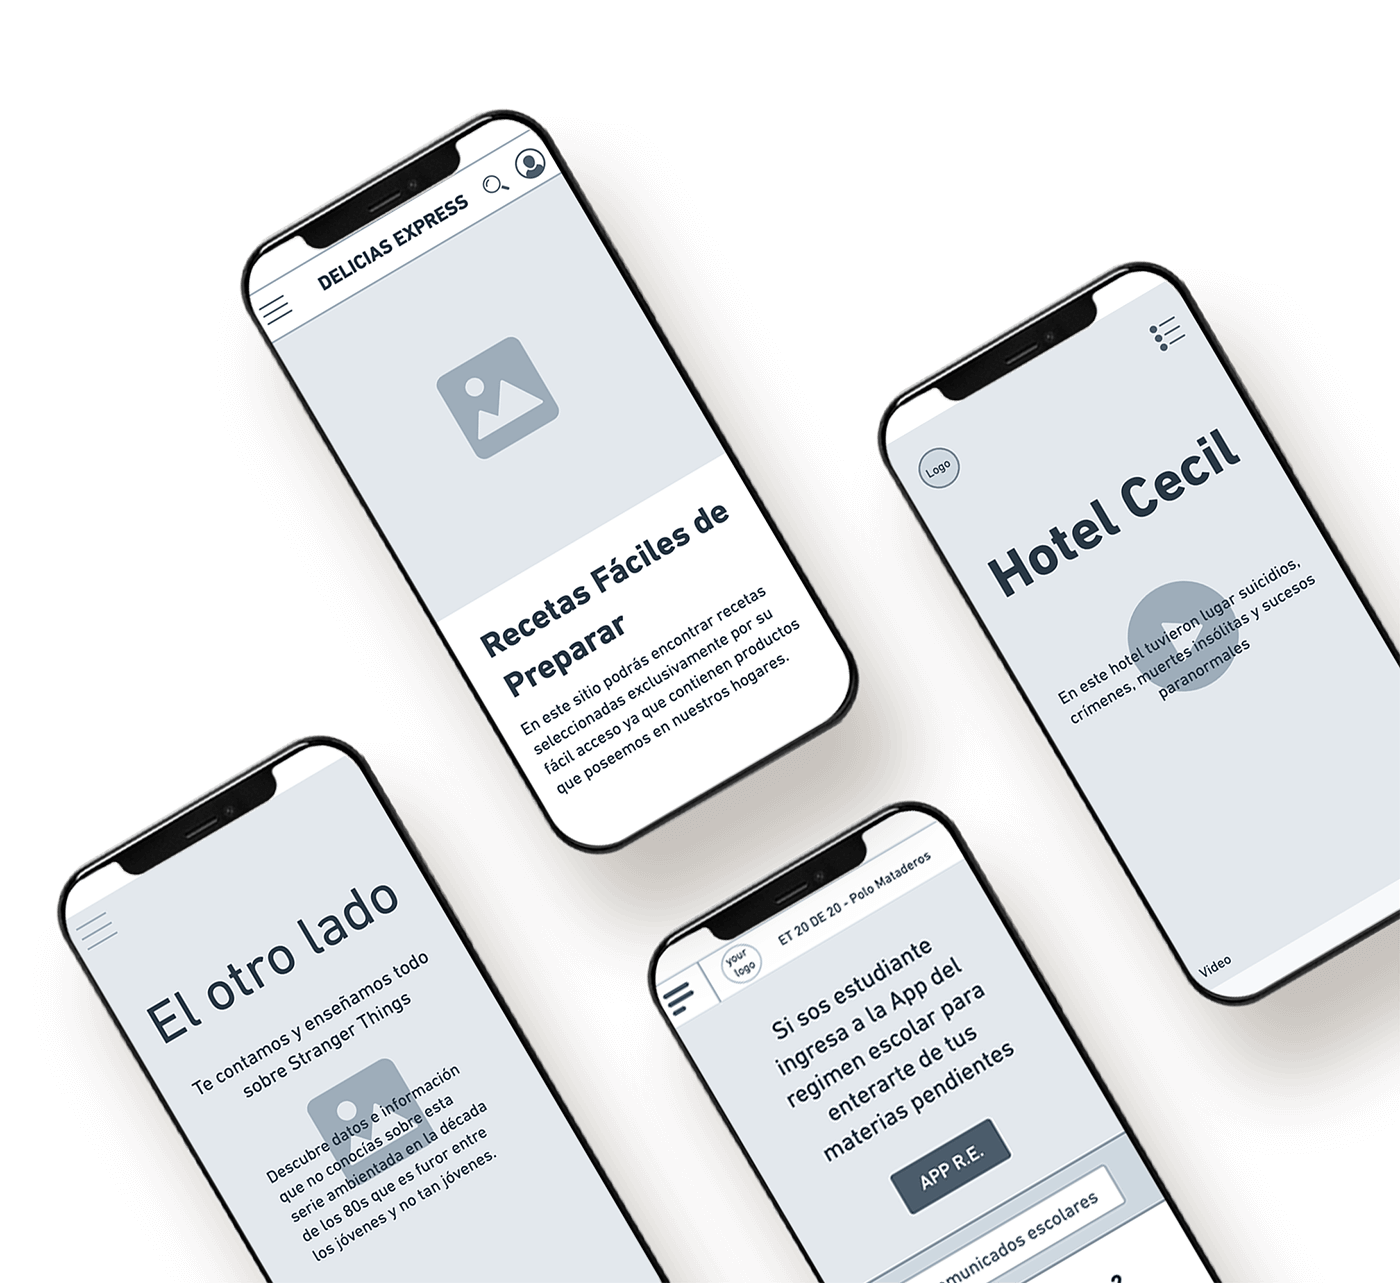 DELICIAS EXPRESS
Recetas Fáciles de
Preparar
En este sitio podrás encontrar recetas
seleccionadas exclusivamente por su
fácil acceso ya que contienen productos
que poseemos en nuestros hogares.
Logo
Hotel Cecil
En este hotel tuvieron lugar suicidios,
crímenes, muertes insólitas y sucesos
paranormales
Video
El otro lado
Te contamos y enseñamos todo
sobre Stranger Things
Descubre datos e información
que no conocías sobre esta
serie ambientada en la década
de los 80s que es furor entre
los jóvenes y no tan jóvenes.
your
logo
ET 20 DE 20 - Polo Mataderos
Si sos estudiante
ingresa a la App del
regimen escolar para
enterarte de tus
materias pendientes
APP R.E.
omunicados escolares
?